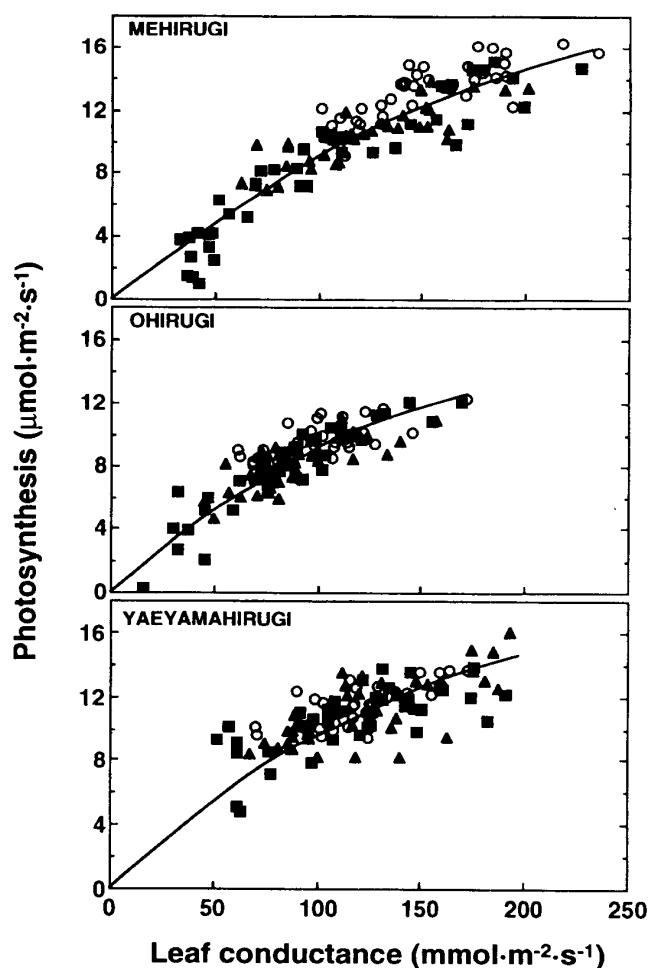 MEHIRUGI
16
12
8
4
0
OHIRUGI
16
12
8
4
0
YAEYAMAHIRUGI
16
12
8
4
0
0 50 100 150 200 250
Photosynthesis (μmol·m-2·s-1)
Leaf conductance (mmol·m-2·s-1)